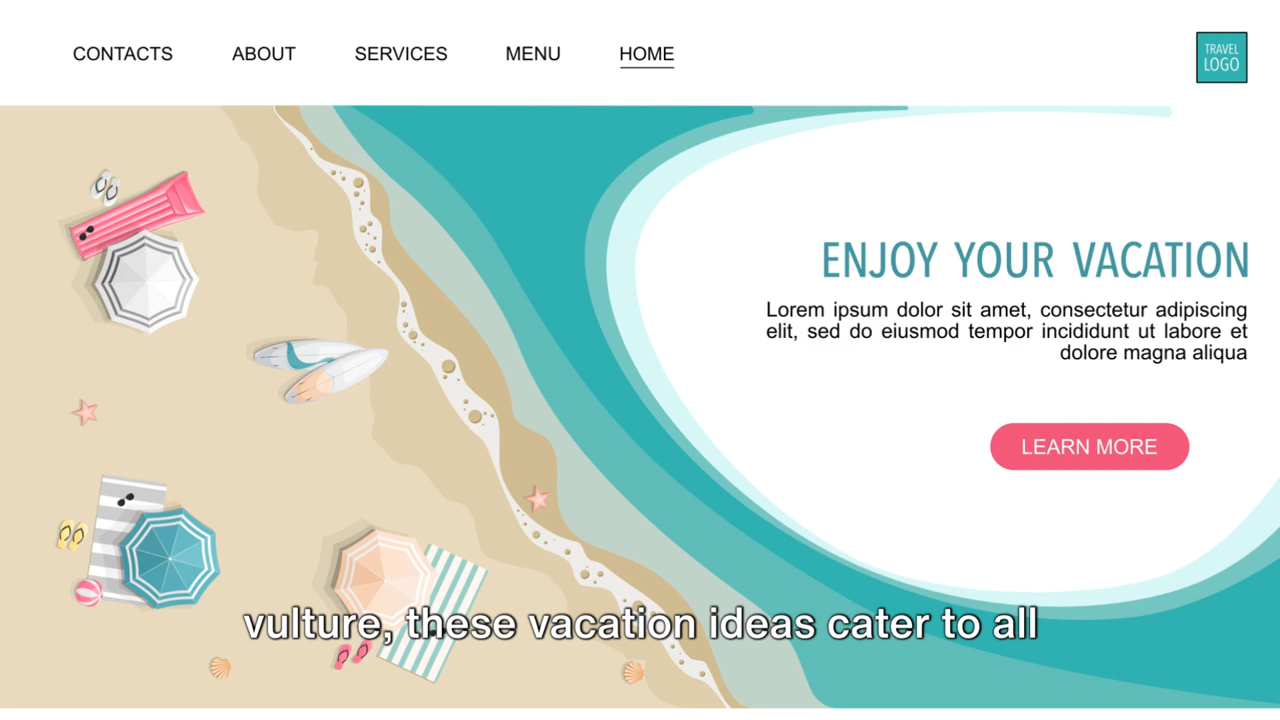 CONTACTS ABOUT SERVICES MENU HOME
TRAVEL
LOGO
ENJOY YOUR VACATION
Lorem ipsum dolor sit amet, consectetur adipiscing
elit, sed do eiusmod tempor incididunt ut labore et
dolore magna aliqua
LEARN MORE
vulture, these vacation ideas cater to all